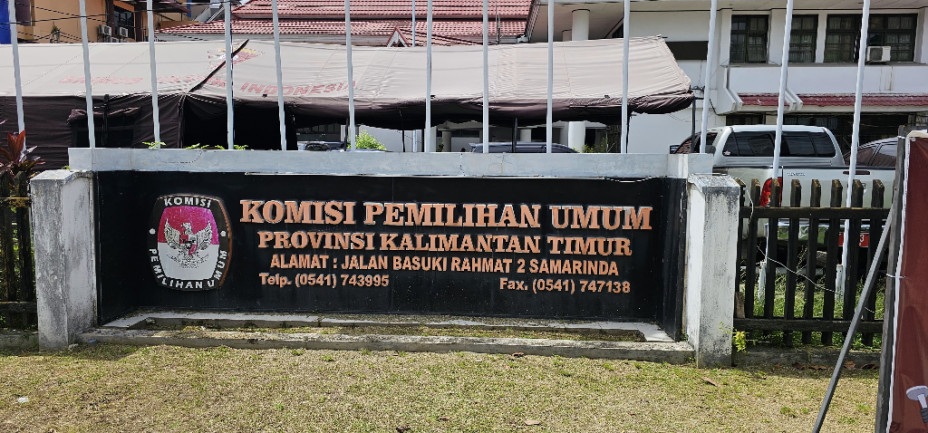 INDONESIA
KOMISI
PEMILIHAN UMUM
KOMISI PEMILIHAN UMUM
PROVINSI KALIMANTAN TIMUR
ALAMAT : JALAN BASUKI RAHMAT 2 SAMARINDA
Telp. (0541) 743995 Fax. (0541) 747138